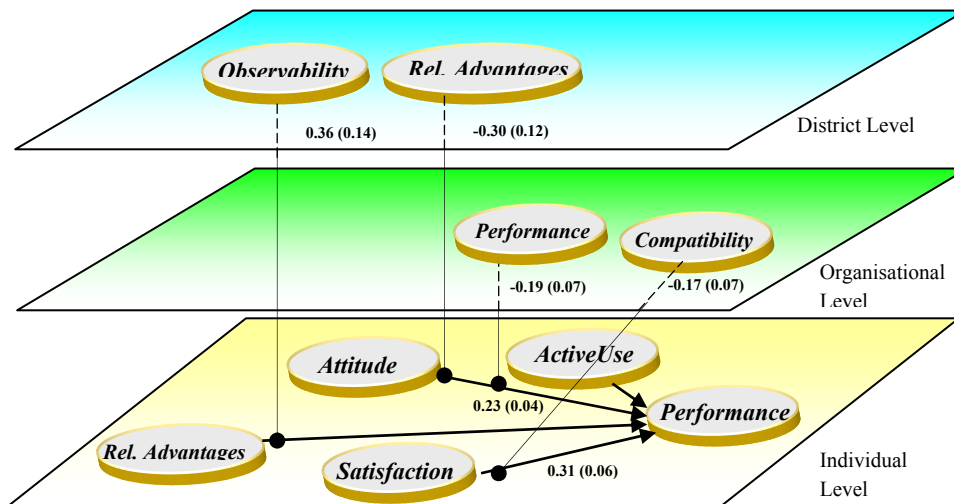 Observability
Rel. Advantages
0.36 (0.14)
-0.30 (0.12)
District Level
Performance
Compatibility
-0.19 (0.07)
-0.17 (0.07)
Organisational
Level
Attitude
ActiveUse
0.23 (0.04)
Performance
Rel. Advantages
Satisfaction
0.31 (0.06)
Individual
Level